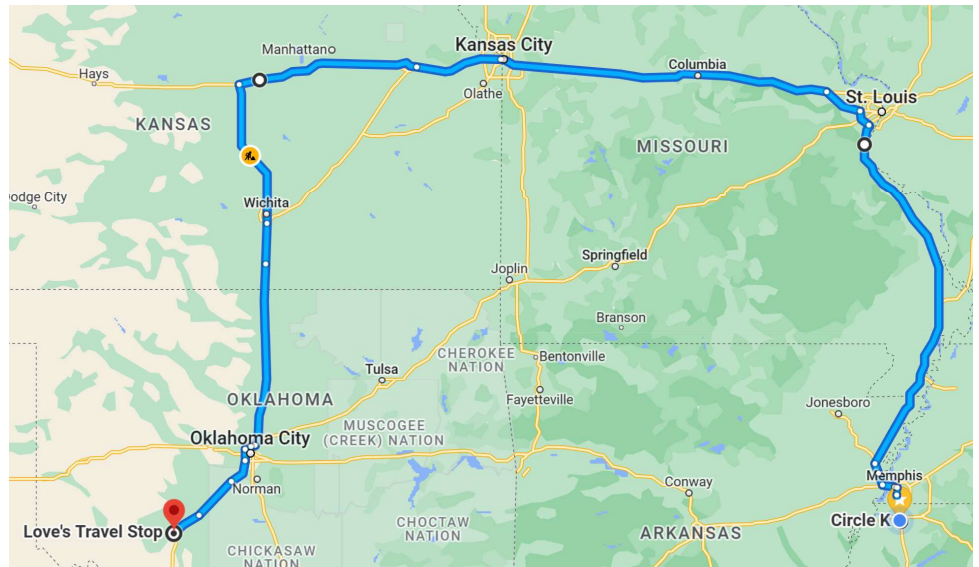 Manhattan
Kansas City
Hays
Columbia
Olathe
St. Louis
KANSAS
MISSOURI
Dodge City
Wichita
Springfield
Joplin
Branson
CHEROKEE
NATION
Bentonville
Tulsa
Fayetteville
OKLAHOMA
Jonesboro
MUSCOGEE
(CREEK) NATION
Oklahoma City
Memphis
Norman
Conway
Circle K
Love's Travel Stop
CHOCTAW
NATION
ARKANSAS
CHICKASAW
NATION